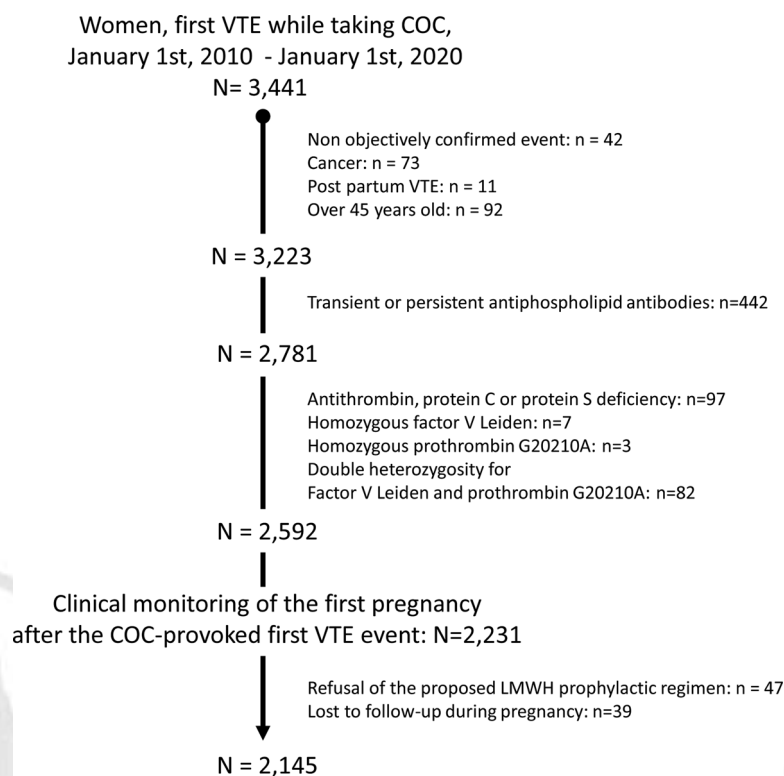 Women, first VTE while taking COC,
January 1st, 2010 - January 1st, 2020
N= 3,441
Non objectively confirmed event: n = 42
Cancer: n = 73
Post partum VTE: n = 11
Over 45 years old: n = 92
N = 3,223
Transient or persistent antiphospholipid antibodies: n=442
N = 2,781
Antithrombin, protein C or protein S deficiency: n=97
Homozygous factor V Leiden: n=7
Homozygous prothrombin G20210A: n=3
Double heterozygosity for
Factor V Leiden and prothrombin G20210A: n=82
N = 2,592
Clinical monitoring of the first pregnancy
after the COC-provoked first VTE event: N=2,231
Refusal of the proposed LMWH prophylactic regimen: n = 47
Lost to follow-up during pregnancy: n=39
N = 2,145